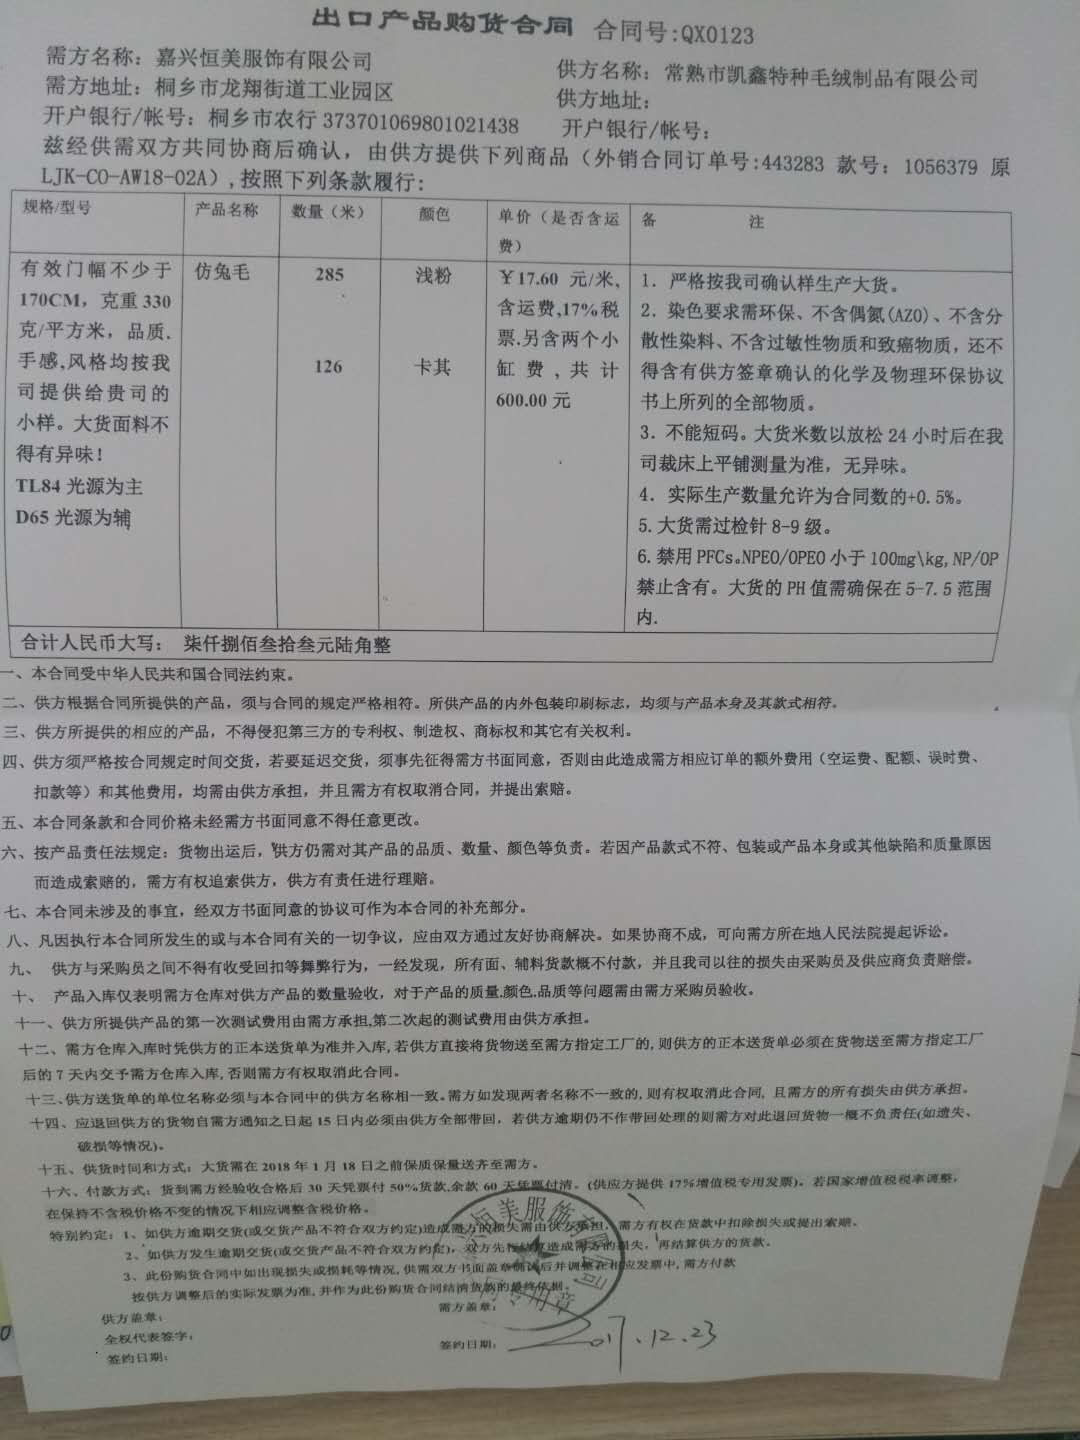 出口产品购货合同 合同号:QX0123
需方名称：嘉兴恒美服饰有限公司
供方名称：常熟市凯鑫特种毛绒制品有限公司
需方地址：桐乡市龙翔街道工业园区
供方地址：
开户银行/帐号：桐乡市农行 373701069801021438
开户银行/帐号：
兹经供需双方共同协商后确认，由供方提供下列商品（外销合同订单号:443283 款号：1056379 原
LJK-CO-AW18-02A）,按照下列条款履行:
规格/型号 产品名称 数量（米） 颜色 单价（是否含运费） 备 注
有效门幅不少于
170CM，克重 330
克/平方米，品质.
手感,风格均按我
司提供给贵司的
小样。大货面料不
得有异味！
TL84 光源为主
D65 光源为辅
仿兔毛
285 浅粉
126 卡其
￥17.60 元/米,
含运费,17%税
票.另含两个小
缸费,共计
600.00 元
1．严格按我司确认样生产大货。
2．染色要求需环保、不含偶氮(AZO)、不含分
散性染料、不含过敏性物质和致癌物质，还不
得含有供方签章确认的化学及物理环保协议
书上所列的全部物质。
3．不能短码。大货米数以放松 24 小时后在我
司裁床上平铺测量为准，无异味。
4．实际生产数量允许为合同数的+0.5%。
5.大货需过检针 8-9 级。
6.禁用 PFCs。NPEO/OPEO 小于 100mg\kg,NP/OP
禁止含有。大货的 PH 值需确保在 5-7.5 范围
内.
合计人民币大写： 柒仟捌佰叁拾叁元陆角整
一、本合同受中华人民共和国合同法约束。
二、供方根据合同所提供的产品，须与合同的规定严格相符。所供产品的内外包装印刷标志，均须与产品本身及其款式相符。
三、供方所提供的相应的产品，不得侵犯第三方的专利权、制造权、商标权和其它有关权利。
四、供方须严格按合同规定时间交货，若要延迟交货，须事先征得需方书面同意，否则由此造成需方相应订单的额外费用（空运费、配额、误时费、
扣款等）和其他费用，均需由供方承担，并且需方有权取消合同，并提出索赔。
五、本合同条款和合同价格未经需方书面同意不得任意更改。
六、按产品责任法规定：货物出运后，供方仍需对其产品的品质、数量、颜色等负责。若因产品款式不符、包装或产品本身或其他缺陷和质量原因
而造成索赔的，需方有权追索供方，供方有责任进行理赔。
七、本合同未涉及的事宜，经双方书面同意的协议可作为本合同的补充部分。
八、凡因执行本合同所发生的或与本合同有关的一切争议，应由双方通过友好协商解决。如果协商不成，可向需方所在地人民法院提起诉讼。
九、 供方与采购员之间不得有收受回扣等舞弊行为，一经发现，所有面、辅料货款概不付款，并且我司以往的损失由采购员及供应商负责赔偿。
十、 产品入库仅表明需方仓库对供方产品的数量验收，对于产品的质量.颜色.品质等问题需由需方采购员验收。
十一、供方所提供产品的第一次测试费用由需方承担,第二次起的测试费用由供方承担。
十二、需方仓库入库时凭供方的正本送货单为准并入库,若供方直接将货物送至需方指定工厂的,则供方的正本送货单必须在货物送至需方指定工厂
后的 7 天内交予需方仓库入库,否则需方有权取消此合同。
十三、供方送货单的单位名称必须与本合同中的供方名称相一致。需方如发现两者名称不一致的,则有权取消此合同,且需方的所有损失由供方承担。
十四、应退回供方的货物自需方通知之日起 15 日内必须由供方全部带回，若供方逾期仍不作带回处理的则需方对此退回货物一概不负责任(如遗失、
破损等情况)。
十五、供货时间和方式：大货需在 2018 年 1 月 18 日之前保质保量送齐至需方。
十六、付款方式：货到需方经验收合格后 30 天凭票付 50%货款,余款 60 天凭票付清。(供应方提供 17%增值税专用发票)。若国家增值税税率调整，
在保持不含税价格不变的情况下相应调整含税价格。
特别约定：1、如供方逾期交货(或交货产品不符合双方约定)造成需方的损失需由供方承担，需方有权在货款中扣除损失或提出索赔。
2、如供方发生逾期交货(或交货产品不符合双方约定)，双方先行结算造成需方的损失，再结算供方的货款。
3、此份购货合同中如出现损失或损耗等情况,供需双方书面盖章确认后并调整在相应发票中,需方付款
按供方调整后的实际发票为准,并作为此份购货合同结清货款的最终依据。
供方盖章：
需方盖章：
全权代表签字：
签约日期： 2017.12.23
签约日期：